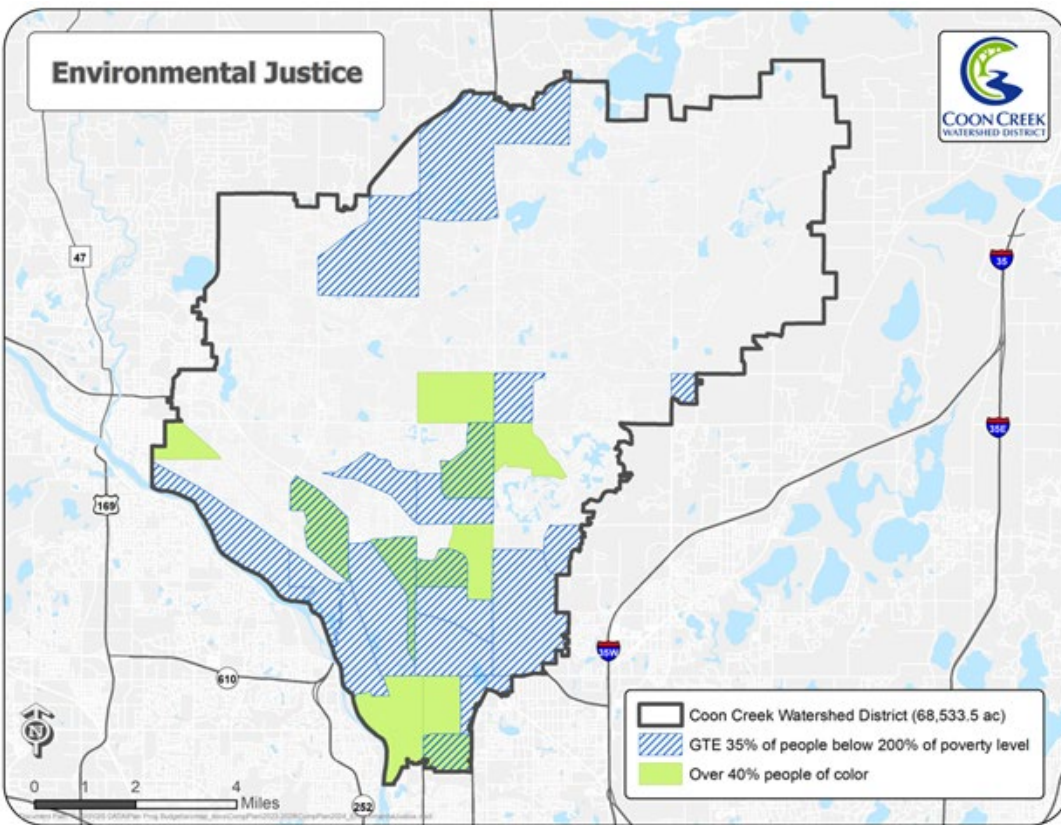 Environmental Justice
COON CREEK
WATERSHED DISTRICT
47
35
35E
169
35W
610
252
N
Coon Creek Watershed District (68,533.5 ac)
GTE 35% of people below 200% of poverty level
Over 40% people of color
0 1 2 4
Miles